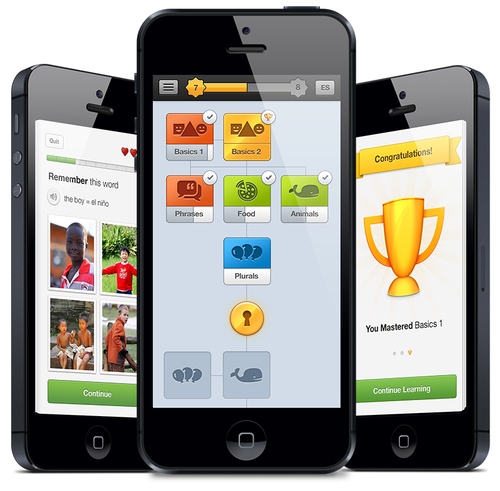 Quit
Remember this word
the boy = el niño
Continue
7
8
ES
Basics 1
Basics 2
Phrases
Food
Animals
Plurals
Congratulations!
You Mastered Basics 1
Continue Learning